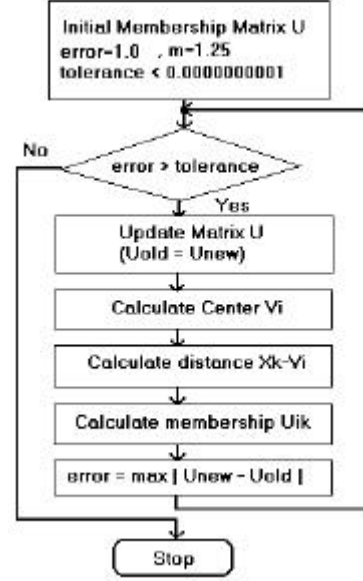 Initial Membership Matrix U
error=1.0 , m=1.25
tolerance < 0.0000000001
No
error > tolerance
Yes
Update Matrix U
(Uold = Unew)
Calculate Center Vi
Calculate distance Xk-Vi
Calculate membership Uik
error = max | Unew - Uold |
Stop